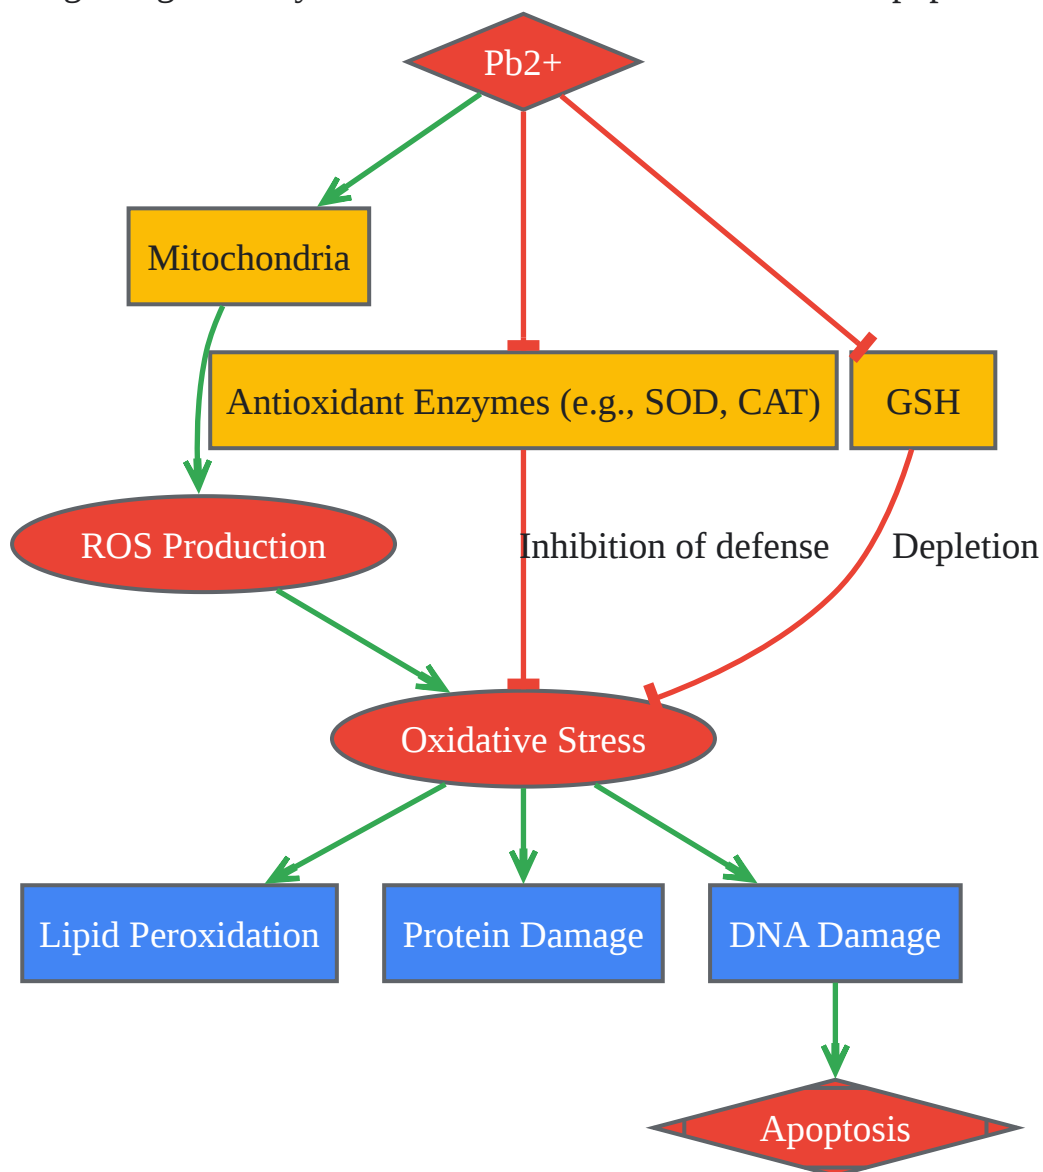 Pb2+
Mitochondria
Antioxidant Enzymes (e.g., SOD, CAT)
GSH
ROS Production
Inhibition of defense
Depletion
Oxidative Stress
Lipid Peroxidation
Protein Damage
DNA Damage
Apoptosis